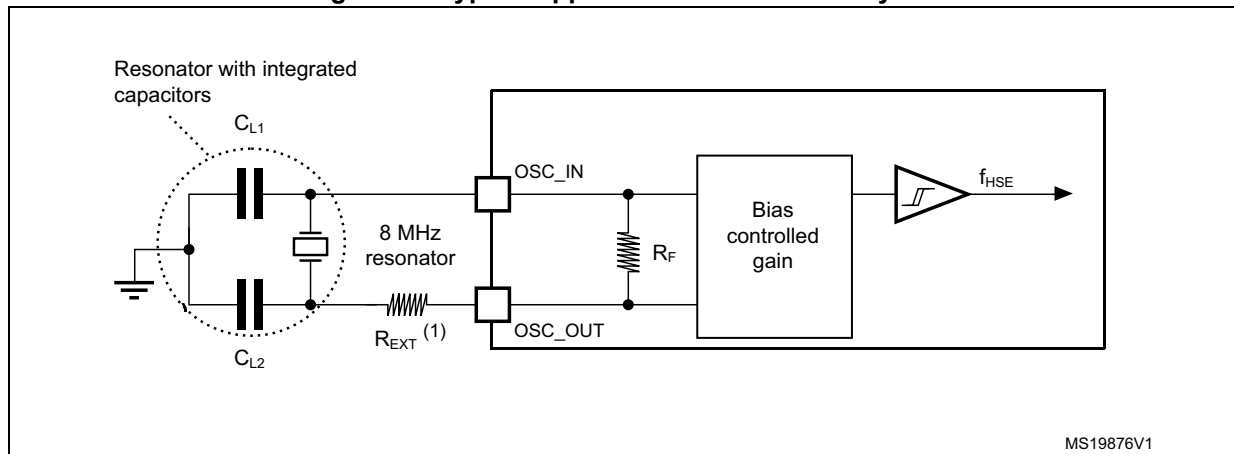 Resonator with integrated
capacitors
CL1
OSC_IN
fHSE
8 MHz
resonator
RF
Bias
controlled
gain
REXT (1)
OSC_OUT
CL2
MS19876V1